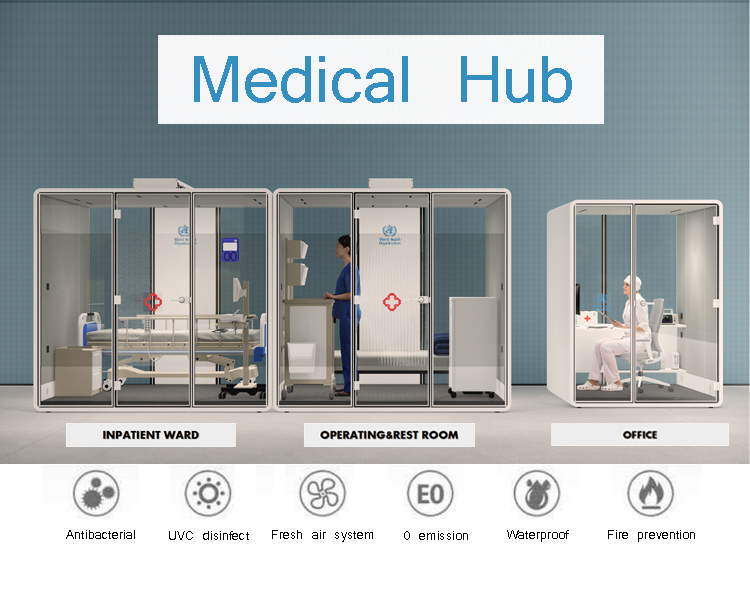 Medical Hub
World Health
Organization
World Health
Organization
INPATIENT WARD
OPERATING&REST ROOM
OFFICE
EO
Antibacterial
UVC disinfect
Fresh air system
0 emission
Waterproof
Fire prevention